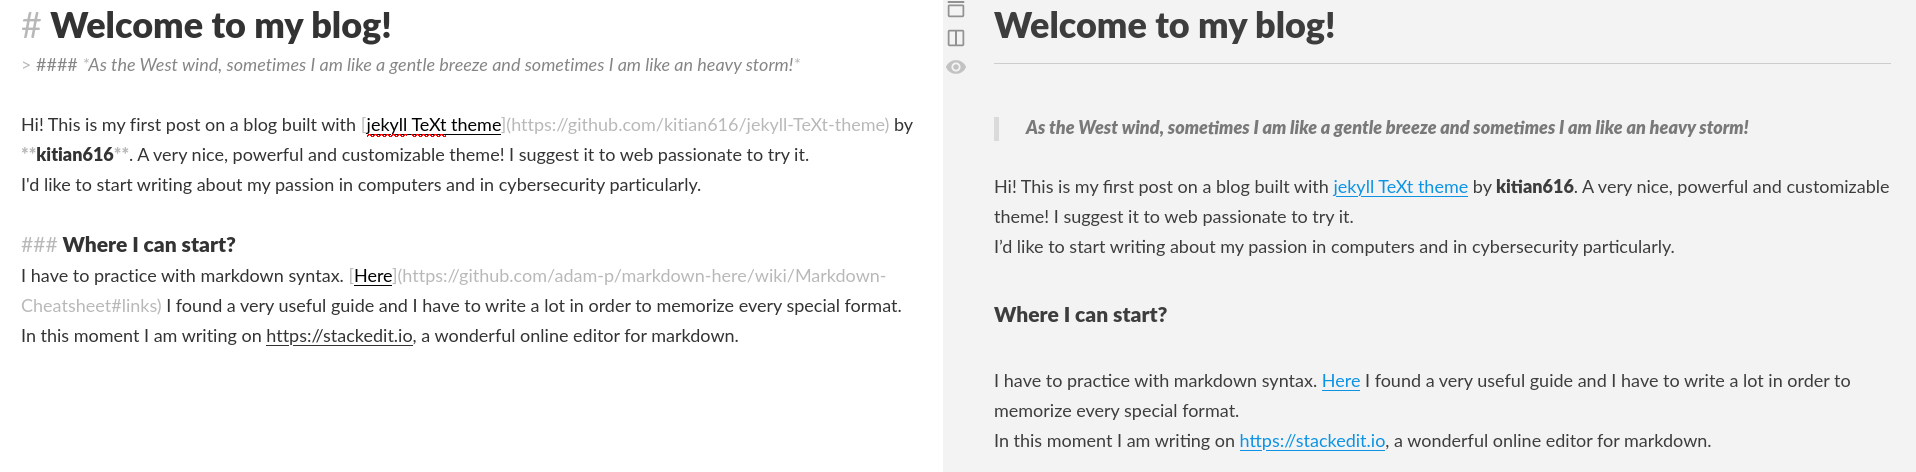 # Welcome to my blog!
> #### *As the West wind, sometimes I am like a gentle breeze and sometimes I am like an heavy storm!*
Hi! This is my first post on a blog built with [jekyll TeXt theme](https://github.com/kitian616/jekyll-TeXt-theme) by
**kitian616**. A very nice, powerful and customizable theme! I suggest it to web passionate to try it.
I'd like to start writing about my passion in computers and in cybersecurity particularly.
### Where I can start?
I have to practice with markdown syntax. [Here](https://github.com/adam-p/markdown-here/wiki/Markdown-
Cheatsheet#links) I found a very useful guide and I have to write a lot in order to memorize every special format.
In this moment I am writing on https://stackedit.io, a wonderful online editor for markdown.
Welcome to my blog!
As the West wind, sometimes I am like a gentle breeze and sometimes I am like an heavy storm!
Hi! This is my first post on a blog built with jekyll TeXt theme by kitian616. A very nice, powerful and customizable
theme! I suggest it to web passionate to try it.
I’d like to start writing about my passion in computers and in cybersecurity particularly.
Where I can start?
I have to practice with markdown syntax. Here I found a very useful guide and I have to write a lot in order to
memorize every special format.
In this moment I am writing on https://stackedit.io, a wonderful online editor for markdown.